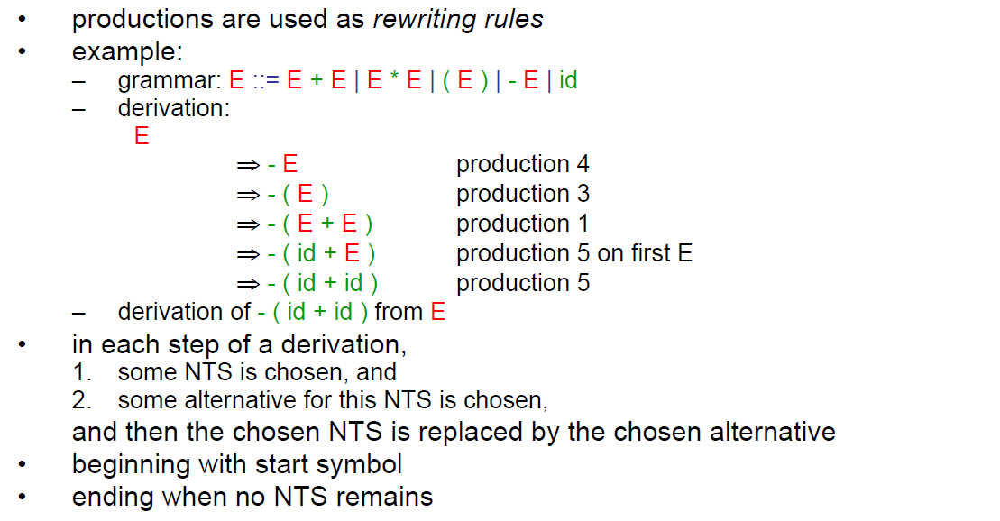 • productions are used as rewriting rules
• example:
– grammar: E ::= E + E | E * E | ( E ) | - E | id
– derivation:
E
⇒ - E production 4
⇒ - ( E ) production 3
⇒ - ( E + E ) production 1
⇒ - ( id + E ) production 5 on first E
⇒ - ( id + id ) production 5
– derivation of - ( id + id ) from E
• in each step of a derivation,
1. some NTS is chosen, and
2. some alternative for this NTS is chosen,
and then the chosen NTS is replaced by the chosen alternative
• beginning with start symbol
• ending when no NTS remains